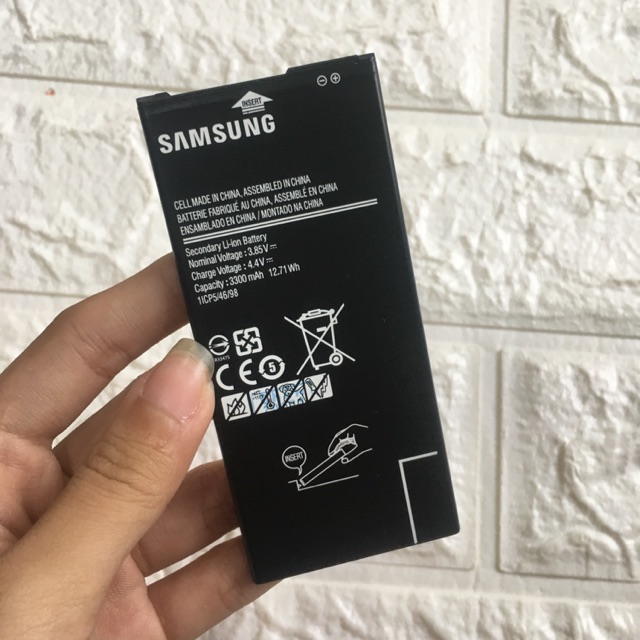 INSERT
SAMSUNG
CELL MADE IN CHINA, ASSEMBLED IN CHINA
BATTERIE FABRIQUÉ AU CHINA, ASSEMBLÉ EN CHINA
ENSAMBLADO EN CHINA / MONTADO NA CHINA
Secondary Li-ion Battery
Nominal Voltage : 3.85V
Charge Voltage : 4.4V
Capacity : 3300 mAh 12.71Wh
1ICP5/46/98
CE 5
INSERT